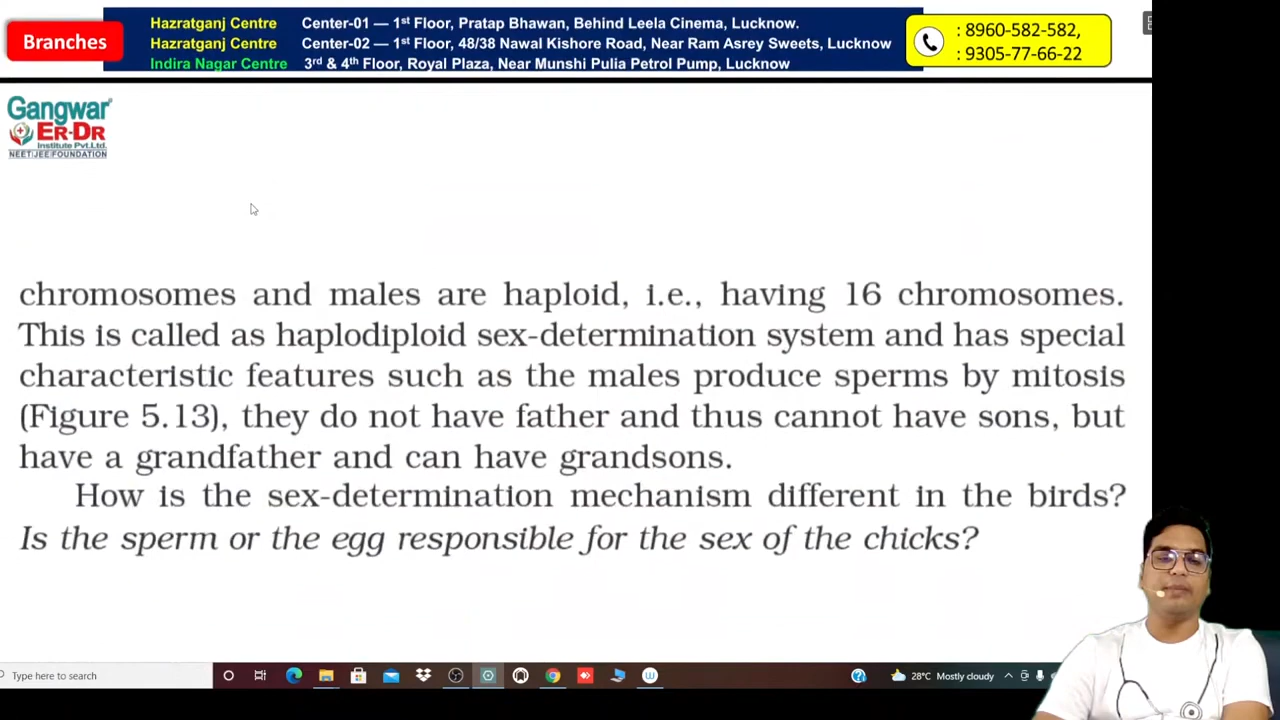 Branches
Hazratganj Centre Center-01 — 1st Floor, Pratap Bhawan, Behind Leela Cinema, Lucknow.
Hazratganj Centre Center-02 — 1st Floor, 48/38 Nawal Kishore Road, Near Ram Asrey Sweets, Lucknow
Indira Nagar Centre 3rd & 4th Floor, Royal Plaza, Near Munshi Pulia Petrol Pump, Lucknow
: 8960-582-582,
: 9305-77-66-22
Gangwar
ER-DR
Institute Pvt.Ltd.
NEET|JEE|FOUNDATION
chromosomes and males are haploid, i.e., having 16 chromosomes.
This is called as haplodiploid sex-determination system and has special
characteristic features such as the males produce sperms by mitosis
(Figure 5.13), they do not have father and thus cannot have sons, but
have a grandfather and can have grandsons.
How is the sex-determination mechanism different in the birds?
Is the sperm or the egg responsible for the sex of the chicks?
Type here to search
28°C Mostly cloudy